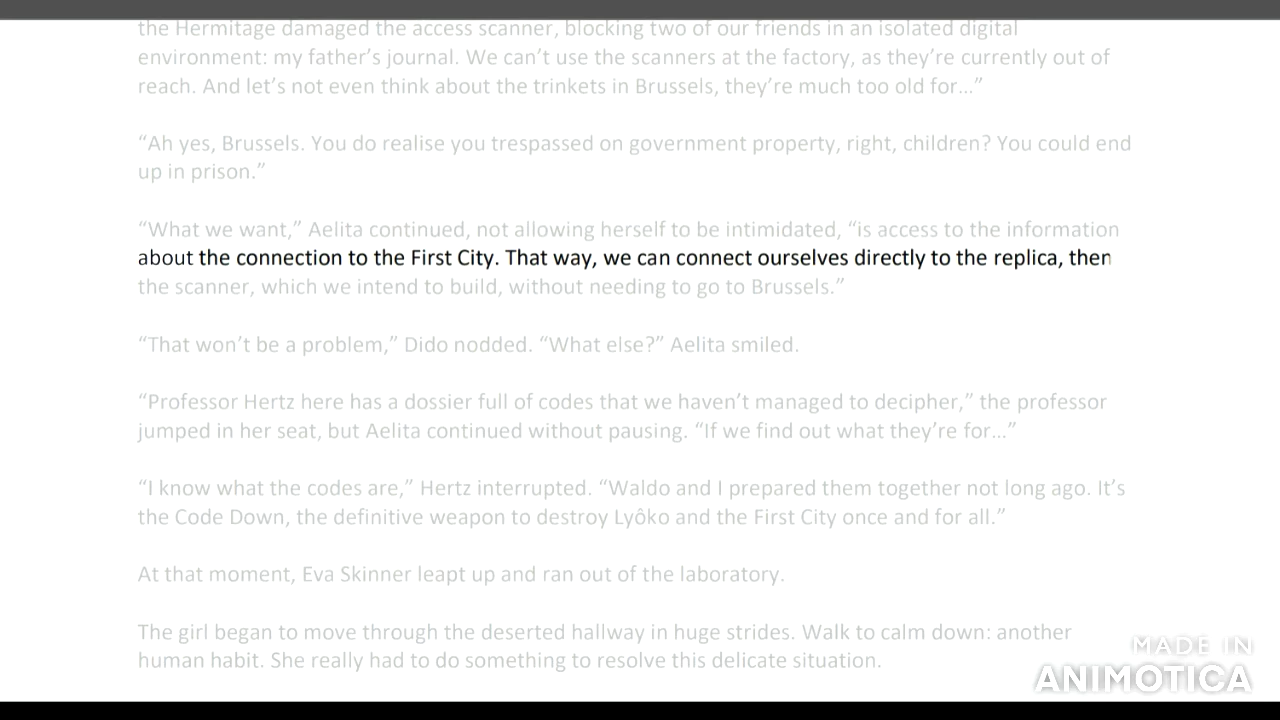 the Hermitage damaged the access scanner, blocking two of our friends in an isolated digital
environment: my father’s journal. We can’t use the scanners at the factory, as they’re currently out of
reach. And let’s not even think about the trinkets in Brussels, they’re much too old for…”
“Ah yes, Brussels. You do realise you trespassed on government property, right, children? You could end
up in prison.”
“What we want,” Aelita continued, not allowing herself to be intimidated, “is access to the information
about the connection to the First City. That way, we can connect ourselves directly to the replica, then
the scanner, which we intend to build, without needing to go to Brussels.”
“That won’t be a problem,” Dido nodded. “What else?” Aelita smiled.
“Professor Hertz here has a dossier full of codes that we haven’t managed to decipher,” the professor
jumped in her seat, but Aelita continued without pausing. “If we find out what they’re for…”
“I know what the codes are,” Hertz interrupted. “Waldo and I prepared them together not long ago. It’s
the Code Down, the definitive weapon to destroy Lyôko and the First City once and for all.”
At that moment, Eva Skinner leapt up and ran out of the laboratory.
The girl began to move through the deserted hallway in huge strides. Walk to calm down: another
human habit. She really had to do something to resolve this delicate situation.
MADE IN
ANIMOTICA